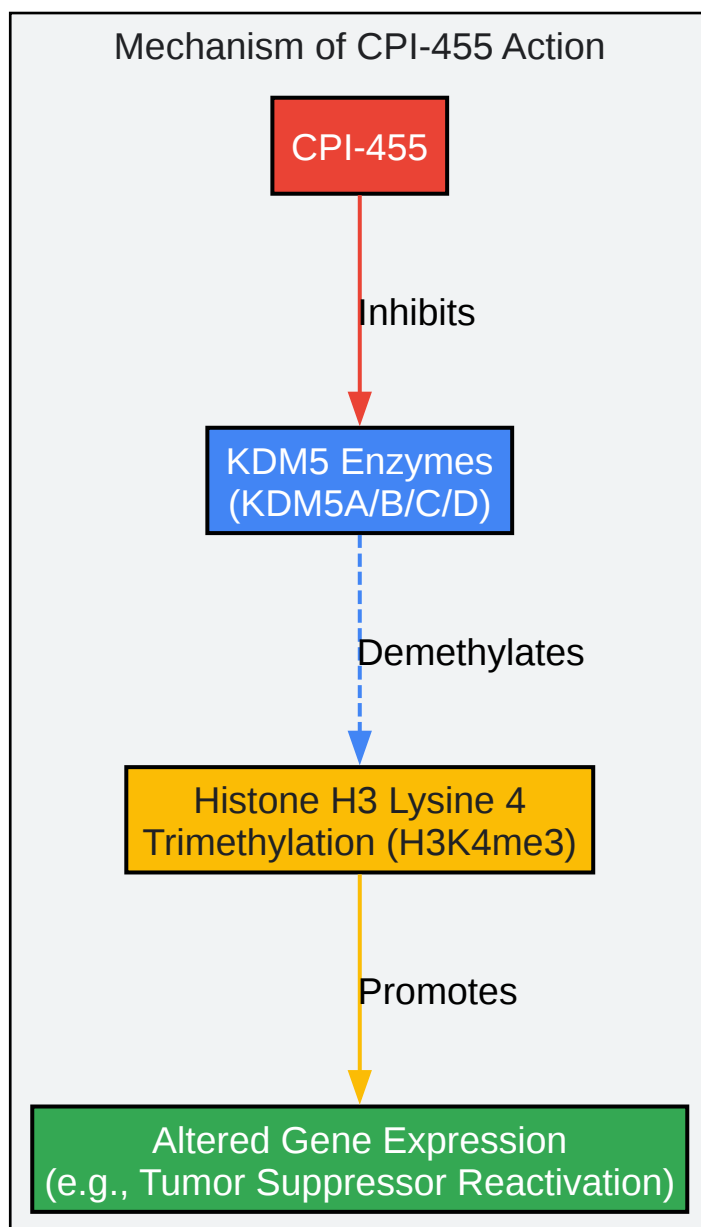 Mechanism of CPI-455 Action
CPI-455
Inhibits
KDM5 Enzymes
(KDM5A/B/C/D)
Demethylates
Histone H3 Lysine 4
Trimethylation (H3K4me3)
Promotes
Altered Gene Expression
(e.g., Tumor Suppressor Reactivation)